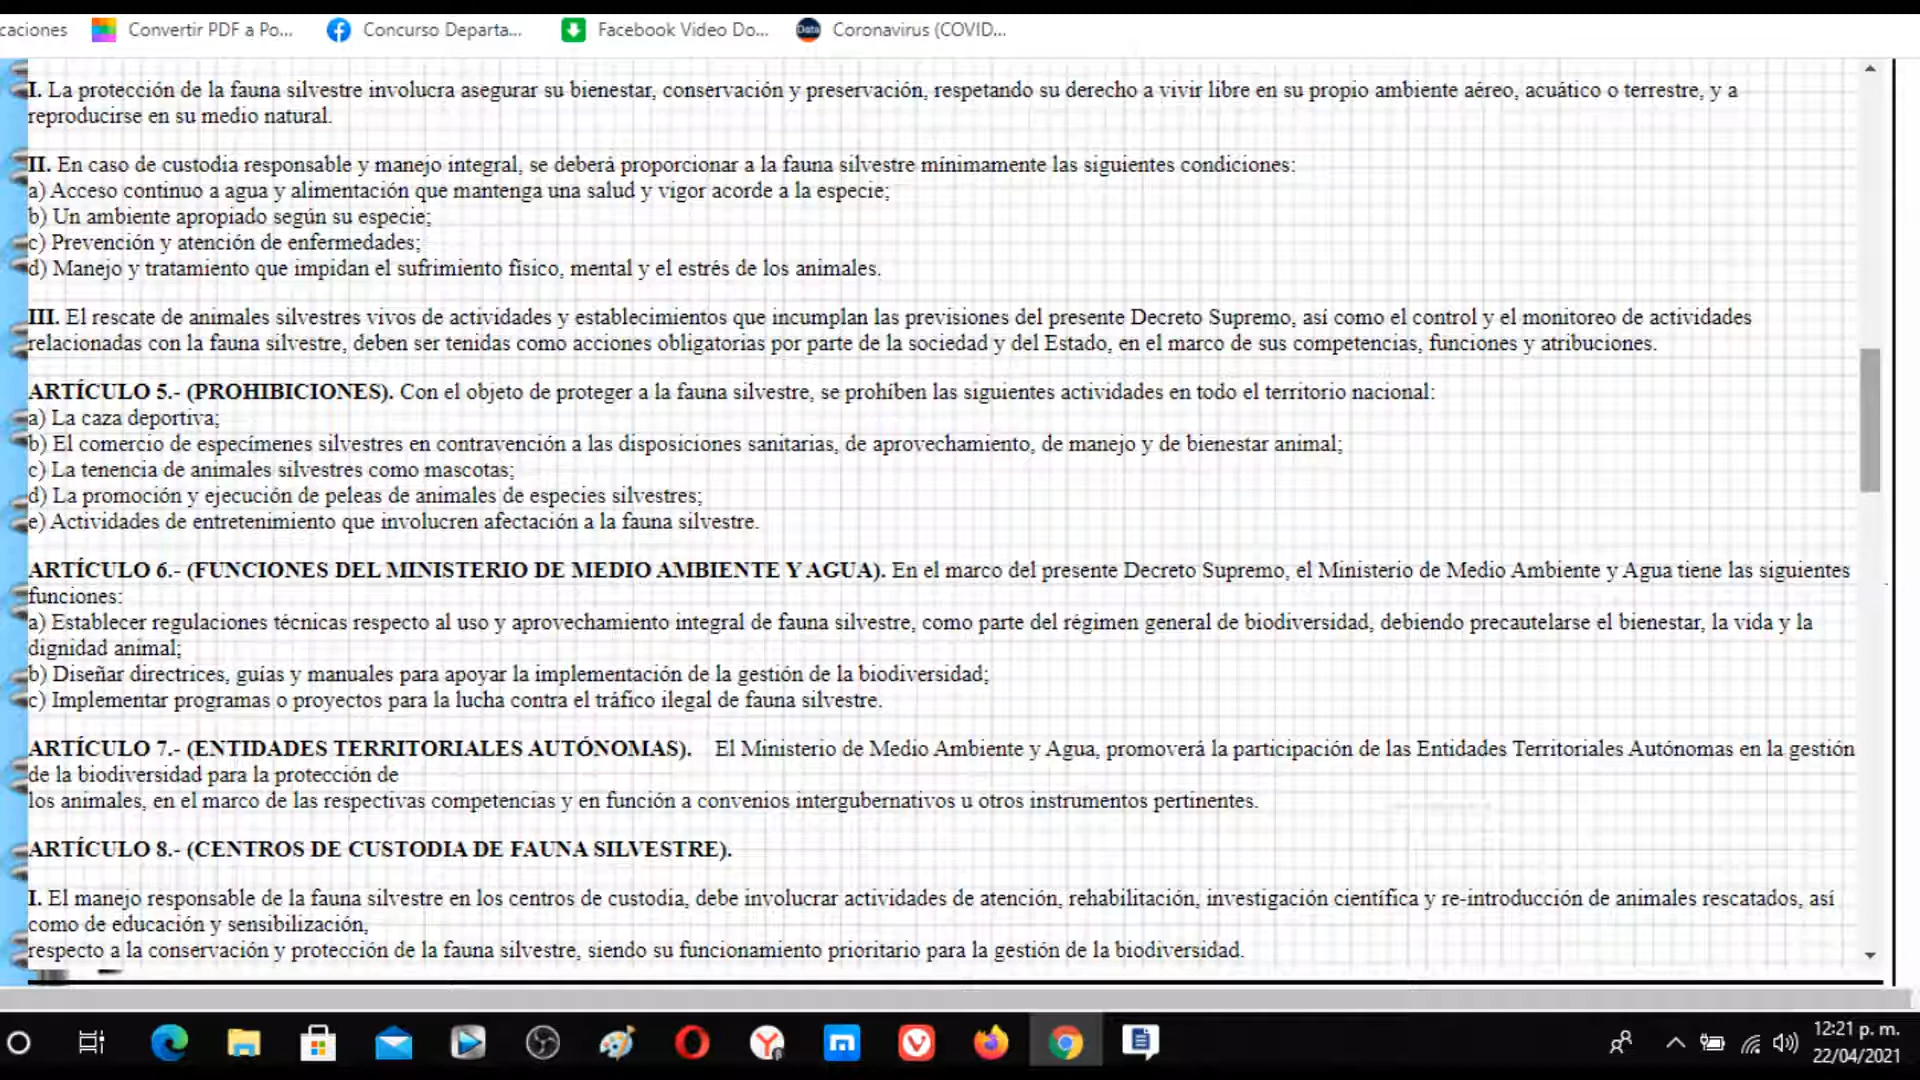 caciones Convertir PDF a Po... Concurso Departa... Facebook Video Do... Data Coronavirus (COVID...
I. La protección de la fauna silvestre involucra asegurar su bienestar, conservación y preservación, respetando su derecho a vivir libre en su propio ambiente aéreo, acuático o terrestre, y a
reproducirse en su medio natural.
II. En caso de custodia responsable y manejo integral, se deberá proporcionar a la fauna silvestre mínimamente las siguientes condiciones:
a) Acceso continuo a agua y alimentación que mantenga una salud y vigor acorde a la especie;
b) Un ambiente apropiado según su especie;
c) Prevención y atención de enfermedades;
d) Manejo y tratamiento que impidan el sufrimiento físico, mental y el estrés de los animales.
III. El rescate de animales silvestres vivos de actividades y establecimientos que incumplan las previsiones del presente Decreto Supremo, así como el control y el monitoreo de actividades
relacionadas con la fauna silvestre, deben ser tenidas como acciones obligatorias por parte de la sociedad y del Estado, en el marco de sus competencias, funciones y atribuciones.
ARTÍCULO 5.- (PROHIBICIONES). Con el objeto de proteger a la fauna silvestre, se prohíben las siguientes actividades en todo el territorio nacional:
a) La caza deportiva;
b) El comercio de especímenes silvestres en contravención a las disposiciones sanitarias, de aprovechamiento, de manejo y de bienestar animal;
c) La tenencia de animales silvestres como mascotas;
d) La promoción y ejecución de peleas de animales de especies silvestres;
e) Actividades de entretenimiento que involucren afectación a la fauna silvestre.
ARTÍCULO 6.- (FUNCIONES DEL MINISTERIO DE MEDIO AMBIENTE Y AGUA). En el marco del presente Decreto Supremo, el Ministerio de Medio Ambiente y Agua tiene las siguientes
funciones:
a) Establecer regulaciones técnicas respecto al uso y aprovechamiento integral de fauna silvestre, como parte del régimen general de biodiversidad, debiendo precautelarse el bienestar, la vida y la
dignidad animal;
b) Diseñar directrices, guías y manuales para apoyar la implementación de la gestión de la biodiversidad;
c) Implementar programas o proyectos para la lucha contra el tráfico ilegal de fauna silvestre.
ARTÍCULO 7.- (ENTIDADES TERRITORIALES AUTÓNOMAS). El Ministerio de Medio Ambiente y Agua, promoverá la participación de las Entidades Territoriales Autónomas en la gestión
de la biodiversidad para la protección de
los animales, en el marco de las respectivas competencias y en función a convenios intergubernativos u otros instrumentos pertinentes.
ARTÍCULO 8.- (CENTROS DE CUSTODIA DE FAUNA SILVESTRE).
I. El manejo responsable de la fauna silvestre en los centros de custodia, debe involucrar actividades de atención, rehabilitación, investigación científica y re-introducción de animales rescatados, así
como de educación y sensibilización,
respecto a la conservación y protección de la fauna silvestre, siendo su funcionamiento prioritario para la gestión de la biodiversidad.
12:21 p. m.
22/04/2021